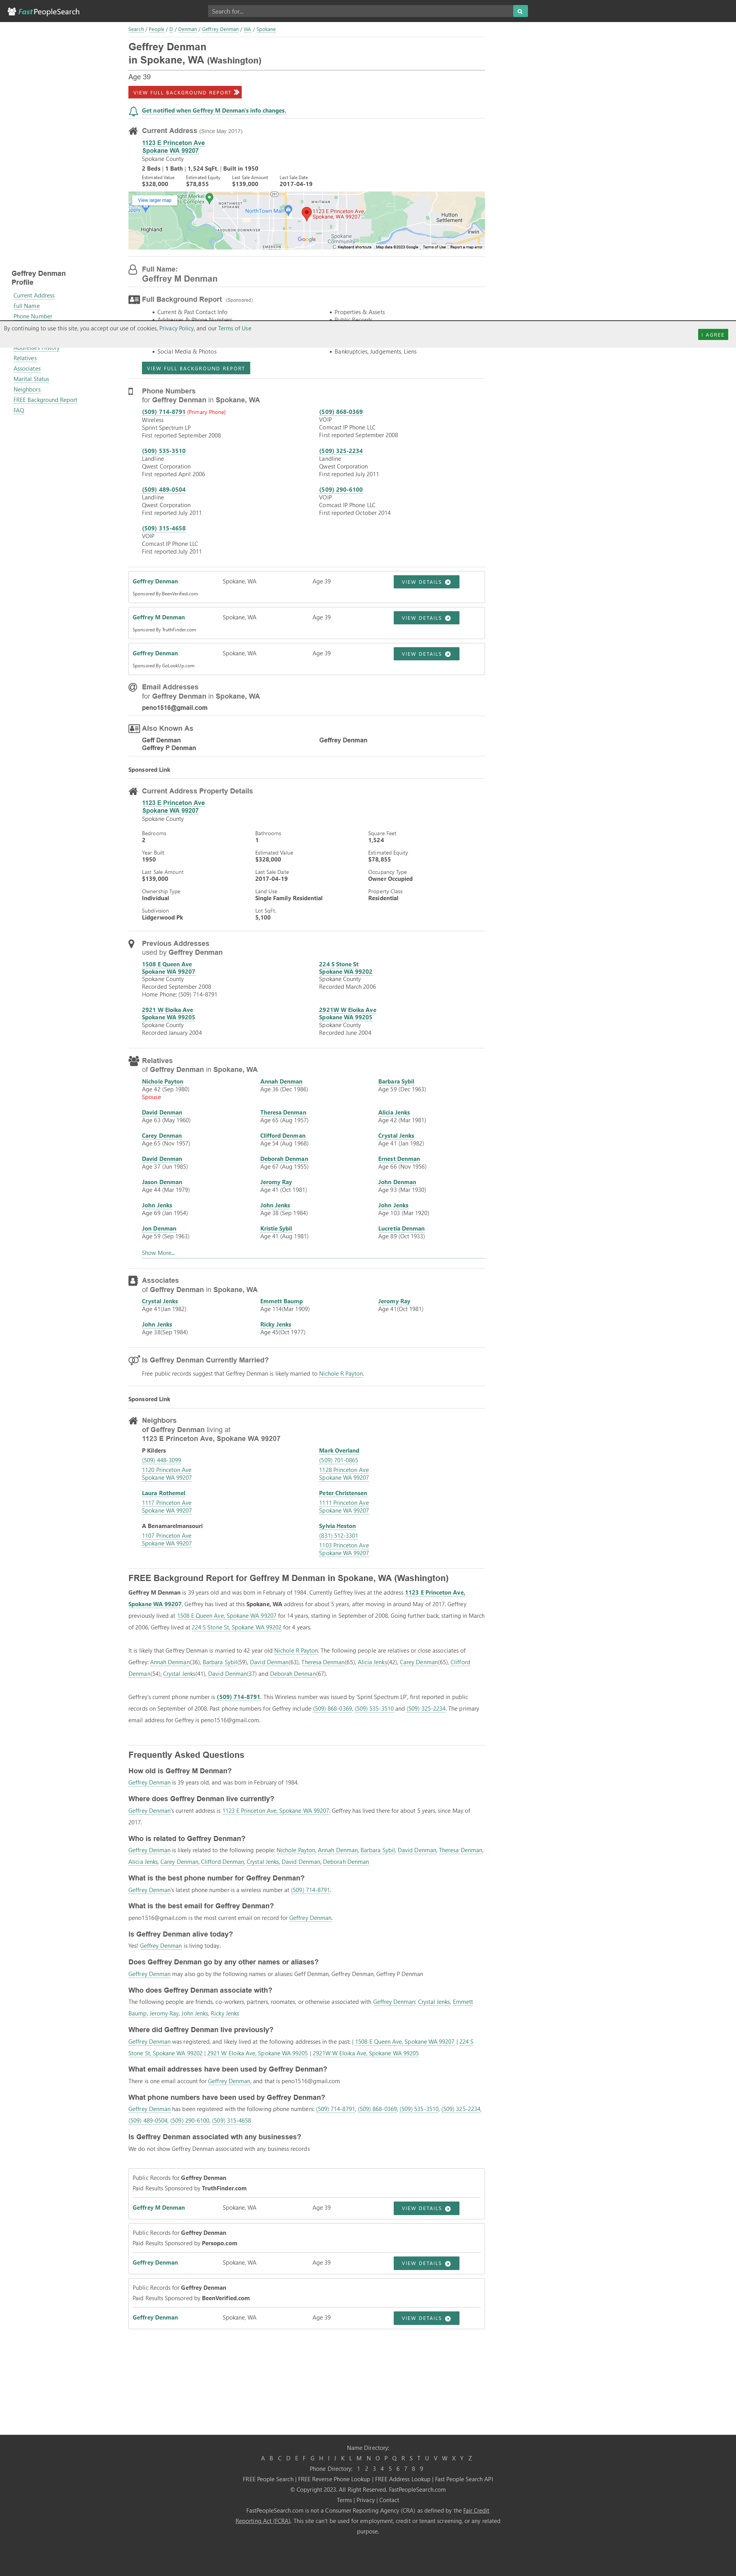 FastPeopleSearch
Search for...
Search / People / D / Denman / Geffrey Denman / WA / Spokane
Geffrey Denman
in Spokane, WA (Washington)
Age 39
VIEW FULL BACKGROUND REPORT
Get notified when Geffrey M Denman's info changes.
Current Address (Since May 2017)
1123 E Princeton Ave
Spokane WA 99207
Spokane County
2 Beds | 1 Bath | 1,524 SqFt. | Built in 1950
Estimated Value Estimated Equity Last Sale Amount Last Sale Date
$328,000 $78,855 $139,000 2017-04-19
View larger map
NORTHWEST SPOKANE
WHITWORTH
AUDUBON DOWNRIVER
NorthTown Mall
1123 E Princeton Ave,
Spokane, WA 99207
Hutton
Settlement
Highland
Spokane
Community
Irwin
EMERSON
Google
Keyboard shortcuts Map data ©2023 Google Terms of Use Report a map error
Geffrey Denman
Profile
Current Address
Full Name
Phone Number
Full Name:
Geffrey M Denman
Full Background Report (Sponsored)
• Current & Past Contact Info • Properties & Assets
By continuing to use this site, you accept our use of cookies, Privacy Policy, and our Terms of Use
I AGREE
Addresses History
Relatives
Associates
Marital Status
Neighbors
FREE Background Report
FAQ
• Social Media & Photos • Bankruptcies, Judgements, Liens
VIEW FULL BACKGROUND REPORT
Phone Numbers
for Geffrey Denman in Spokane, WA
(509) 714-8791 (Primary Phone)
Wireless
Sprint Spectrum LP
First reported September 2008
(509) 868-0369
VOIP
Comcast IP Phone LLC
First reported September 2008
(509) 535-3510
Landline
Qwest Corporation
First reported April 2006
(509) 325-2234
Landline
Qwest Corporation
First reported July 2011
(509) 489-0504
Landline
Qwest Corporation
First reported July 2011
(509) 290-6100
VOIP
Comcast IP Phone LLC
First reported October 2014
(509) 315-4658
VOIP
Comcast IP Phone LLC
First reported July 2011
Geffrey Denman Spokane, WA Age 39 VIEW DETAILS
Sponsored By BeenVerified.com
Geffrey M Denman Spokane, WA Age 39 VIEW DETAILS
Sponsored By TruthFinder.com
Geffrey Denman Spokane, WA Age 39 VIEW DETAILS
Sponsored By GoLookUp.com
Email Addresses
for Geffrey Denman in Spokane, WA
peno1516@gmail.com
Also Known As
Geff Denman Geffrey Denman
Geffrey P Denman
Sponsored Link
Current Address Property Details
1123 E Princeton Ave
Spokane WA 99207
Spokane County
Bedrooms Bathrooms Square Feet
2 1 1,524
Year Built Estimated Value Estimated Equity
1950 $328,000 $78,855
Last Sale Amount Last Sale Date Occupancy Type
$139,000 2017-04-19 Owner Occupied
Ownership Type Land Use Property Class
Individual Single Family Residential Residential
Subdivision Lot SqFt.
Lidgerwood Pk 5,100
Previous Addresses
used by Geffrey Denman
1508 E Queen Ave
Spokane WA 99207
Spokane County
Recorded September 2008
Home Phone: (509) 714-8791
224 S Stone St
Spokane WA 99202
Spokane County
Recorded March 2006
2921 W Eloika Ave
Spokane WA 99205
Spokane County
Recorded January 2004
2921W W Eloika Ave
Spokane WA 99205
Spokane County
Recorded June 2004
Relatives
of Geffrey Denman in Spokane, WA
Nichole Payton Annah Denman Barbara Sybil
Age 42 (Sep 1980) Age 36 (Dec 1986) Age 59 (Dec 1963)
Spouse
David Denman Theresa Denman Alicia Jenks
Age 63 (May 1960) Age 65 (Aug 1957) Age 42 (Mar 1981)
Carey Denman Clifford Denman Crystal Jenks
Age 65 (Nov 1957) Age 54 (Aug 1968) Age 41 (Jan 1982)
David Denman Deborah Denman Ernest Denman
Age 37 (Jun 1985) Age 67 (Aug 1955) Age 66 (Nov 1956)
Jason Denman Jeromy Ray John Denman
Age 44 (Mar 1979) Age 41 (Oct 1981) Age 93 (Mar 1930)
John Jenks John Jenks John Jenks
Age 69 (Jan 1954) Age 38 (Sep 1984) Age 103 (Mar 1920)
Jon Denman Kristie Sybil Lucretia Denman
Age 59 (Sep 1963) Age 41 (Aug 1981) Age 89 (Oct 1933)
Show More...
Associates
of Geffrey Denman in Spokane, WA
Crystal Jenks Emmett Baump Jeromy Ray
Age 41(Jan 1982) Age 114(Mar 1909) Age 41(Oct 1981)
John Jenks Ricky Jenks
Age 38(Sep 1984) Age 45(Oct 1977)
Is Geffrey Denman Currently Married?
Free public records suggest that Geffrey Denman is likely married to Nichole R Payton.
Sponsored Link
Neighbors
of Geffrey Denman living at
1123 E Princeton Ave, Spokane WA 99207
P Kilders
(509) 448-3099
1120 Princeton Ave
Spokane WA 99207
Mark Overland
(509) 701-0865
1128 Princeton Ave
Spokane WA 99207
Laura Rothemel
1117 Princeton Ave
Spokane WA 99207
Peter Christensen
1111 Princeton Ave
Spokane WA 99207
A Benamarelmansouri
1107 Princeton Ave
Spokane WA 99207
Sylvia Heston
(831) 512-3301
1103 Princeton Ave
Spokane WA 99207
FREE Background Report for Geffrey M Denman in Spokane, WA (Washington)
Geffrey M Denman is 39 years old and was born in February of 1984. Currently Geffrey lives at the address 1123 E Princeton Ave,
Spokane WA 99207. Geffrey has lived at this Spokane, WA address for about 5 years, after moving in around May of 2017. Geffrey
previously lived at 1508 E Queen Ave, Spokane WA 99207 for 14 years, starting in September of 2008. Going further back, starting in March
of 2006, Geffrey lived at 224 S Stone St, Spokane WA 99202 for 4 years.
It is likely that Geffrey Denman is married to 42 year old Nichole R Payton. The following people are relatives or close associates of
Geffrey: Annah Denman(36), Barbara Sybil(59), David Denman(63), Theresa Denman(65), Alicia Jenks(42), Carey Denman(65), Clifford
Denman(54), Crystal Jenks(41), David Denman(37) and Deborah Denman(67).
Geffrey's current phone number is (509) 714-8791. This Wireless number was issued by 'Sprint Spectrum LP', first reported in public
records on September of 2008. Past phone numbers for Geffrey include (509) 868-0369, (509) 535-3510 and (509) 325-2234. The primary
email address for Geffrey is peno1516@gmail.com.
Frequently Asked Questions
How old is Geffrey M Denman?
Geffrey Denman is 39 years old, and was born in February of 1984.
Where does Geffrey Denman live currently?
Geffrey Denman's current address is 1123 E Princeton Ave, Spokane WA 99207. Geffrey has lived there for about 5 years, since May of
2017.
Who is related to Geffrey Denman?
Geffrey Denman is likely related to the following people: Nichole Payton, Annah Denman, Barbara Sybil, David Denman, Theresa Denman,
Alicia Jenks, Carey Denman, Clifford Denman, Crystal Jenks, David Denman, Deborah Denman
What is the best phone number for Geffrey Denman?
Geffrey Denman's latest phone number is a wireless number at (509) 714-8791.
What is the best email for Geffrey Denman?
peno1516@gmail.com is the most current email on record for Geffrey Denman.
Is Geffrey Denman alive today?
Yes! Geffrey Denman is living today.
Does Geffrey Denman go by any other names or aliases?
Geffrey Denman may also go by the following names or aliases: Geff Denman, Geffrey Denman, Geffrey P Denman
Who does Geffrey Denman associate with?
The following people are friends, co-workers, partners, roomates, or otherwise associated with Geffrey Denman: Crystal Jenks, Emmett
Baump, Jeromy Ray, John Jenks, Ricky Jenks
Where did Geffrey Denman live previously?
Geffrey Denman was registered, and likely lived at the following addresses in the past: | 1508 E Queen Ave, Spokane WA 99207 | 224 S
Stone St, Spokane WA 99202 | 2921 W Eloika Ave, Spokane WA 99205 | 2921W W Eloika Ave, Spokane WA 99205
What email addresses have been used by Geffrey Denman?
There is one email account for Geffrey Denman, and that is peno1516@gmail.com
What phone numbers have been used by Geffrey Denman?
Geffrey Denman has been registered with the following phone numbers: (509) 714-8791, (509) 868-0369, (509) 535-3510, (509) 325-2234,
(509) 489-0504, (509) 290-6100, (509) 315-4658
Is Geffrey Denman associated wth any businesses?
We do not show Geffrey Denman associated with any business records
Public Records for Geffrey Denman
Paid Results Sponsored by TruthFinder.com
Geffrey M Denman Spokane, WA Age 39 VIEW DETAILS
Public Records for Geffrey Denman
Paid Results Sponsored by Persopo.com
Geffrey Denman Spokane, WA Age 39 VIEW DETAILS
Public Records for Geffrey Denman
Paid Results Sponsored by BeenVerified.com
Geffrey Denman Spokane, WA Age 39 VIEW DETAILS
Name Directory:
A B C D E F G H I J K L M N O P Q R S T U V W X Y Z
Phone Directory: 1 2 3 4 5 6 7 8 9
FREE People Search | FREE Reverse Phone Lookup | FREE Address Lookup | Fast People Search API
© Copyright 2023. All Right Reserved. FastPeopleSearch.com
Terms | Privacy | Contact
FastPeopleSearch.com is not a Consumer Reporting Agency (CRA) as defined by the Fair Credit
Reporting Act (FCRA). This site can't be used for employment, credit or tenant screening, or any related
purpose.